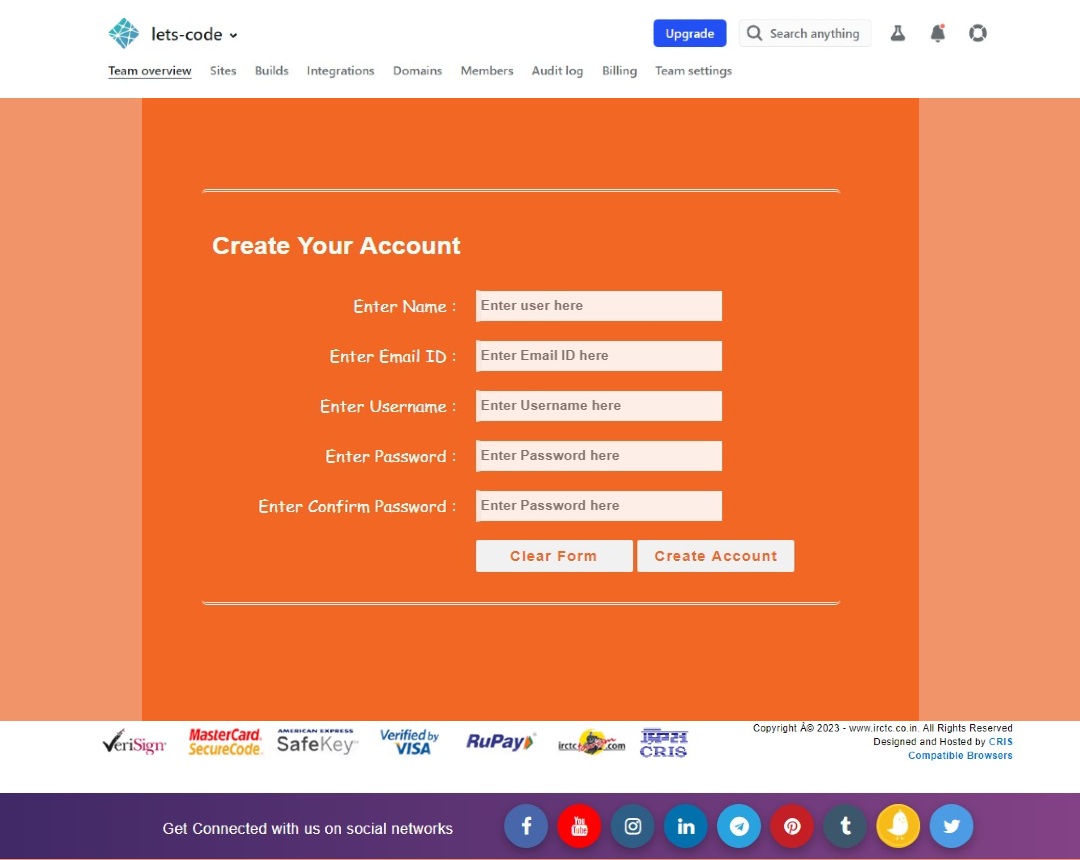 lets-code
Upgrade
Search anything
Team overview Sites Builds Integrations Domains Members Audit log Billing Team settings
Create Your Account
Enter Name : Enter user here
Enter Email ID : Enter Email ID here
Enter Username : Enter Username here
Enter Password : Enter Password here
Enter Confirm Password : Enter Password here
Clear Form Create Account
VeriSign
MasterCard.
SecureCode.
AMERICAN EXPRESS
SafeKey
Verified by
VISA
RuPay
irctc .com
CRIS
Copyright Â© 2023 - www.irctc.co.in. All Rights Reserved
Designed and Hosted by CRIS
Compatible Browsers
Get Connected with us on social networks
f
You
Tube
in
t